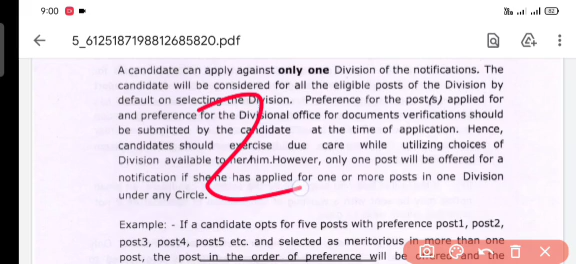 9:00
82
5_6125187198812685820.pdf
A candidate can apply against only one Division of the notifications. The
candidate will be considered for all the eligible posts of the Division by
default on selecting the Division. Preference for the post(s) applied for
and preference for the Divisional office for documents verifications should
be submitted by the candidate at the time of application. Hence,
candidates should exercise due care while utilizing choices of
Division available to her/him.However, only one post will be offered for a
notification if she/he has applied for one or more posts in one Division
under any Circle.
2
Example: - If a candidate opts for five posts with preference post1, post2,
post3, post4, post5 etc. and selected as meritorious in more than one
post, the post in the order of preference will be offered and the